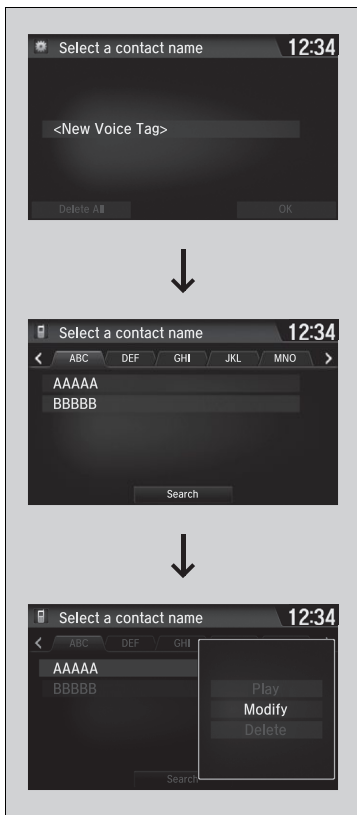 Select a contact name 12:34
<New Voice Tag>
Delete All OK
Select a contact name 12:34
ABC DEF GHI JKL MNO
AAAAA
BBBBB
Search
Select a contact name 12:34
ABC DEF GHI
AAAAA
BBBBB
Play
Modify
Delete
Search